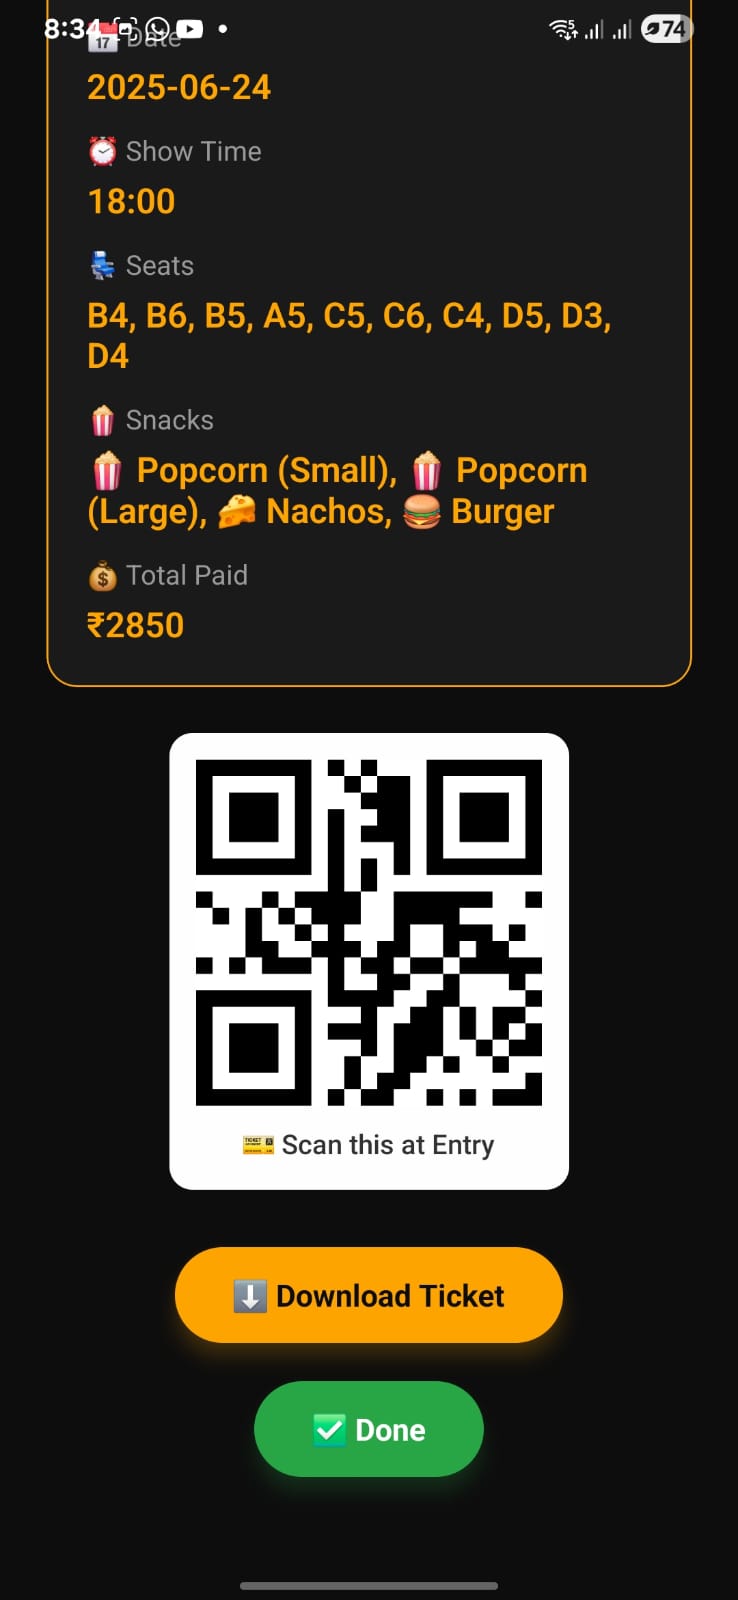 8:34
74
Date
2025-06-24
Show Time
18:00
Seats
B4, B6, B5, A5, C5, C6, C4, D5, D3,
D4
Snacks
Popcorn (Small), Popcorn
(Large), Nachos, Burger
Total Paid
₹2850
Scan this at Entry
Download Ticket
Done